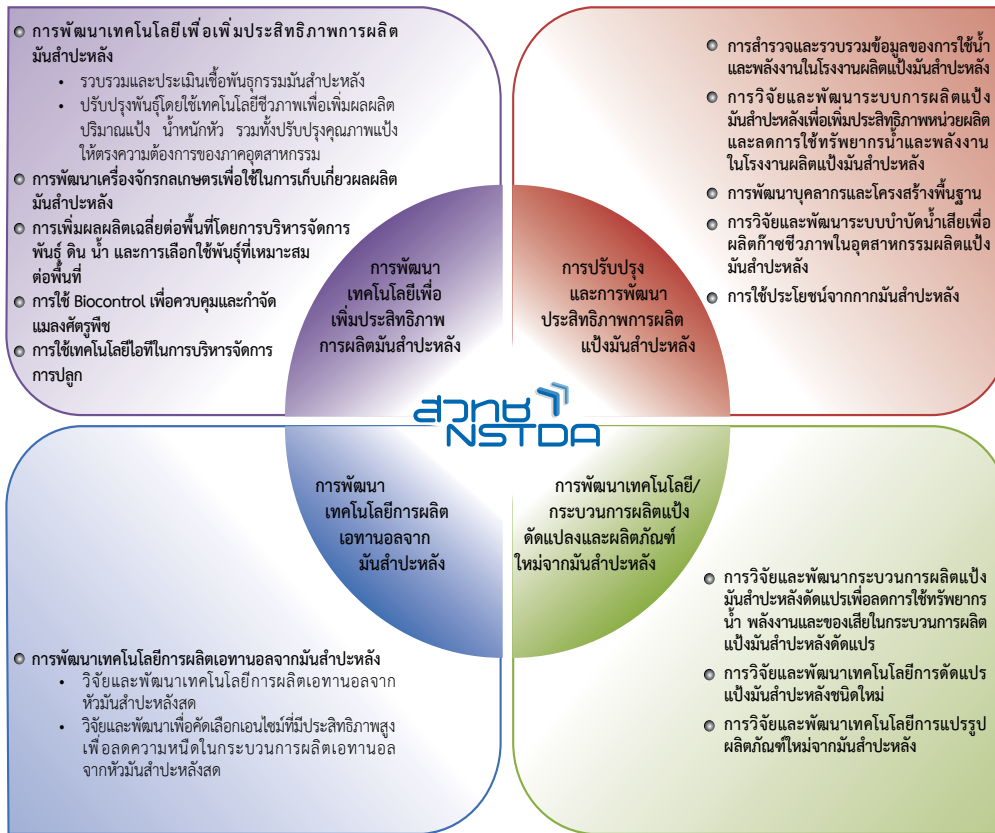 การพัฒนาเทคโนโลยีเพื่อเพิ่มประสิทธิภาพการผลิต
มันสำปะหลัง
• รวบรวมและประเมินเชื้อพันธุกรรมมันสำปะหลัง
• ปรับปรุงพันธุ์โดยใช้เทคโนโลยีชีวภาพเพื่อเพิ่มผลผลิต
ปริมาณแป้ง น้ำหนักหัว รวมทั้งปรับปรุงคุณภาพแป้ง
ให้ตรงความต้องการของภาคอุตสาหกรรม
การพัฒนาเครื่องจักรกลเกษตรเพื่อใช้ในการเก็บเกี่ยวผลผลิต
มันสำปะหลัง
การเพิ่มผลผลิตเฉลี่ยต่อพื้นที่โดยการบริหารจัดการ
พันธุ์ ดิน น้ำ และการเลือกใช้พันธุ์ที่เหมาะสม
ต่อพื้นที่
การใช้ Biocontrol เพื่อควบคุมและกำจัด
แมลงศัตรูพืช
การใช้เทคโนโลยีไอทีในการบริหารจัดการ
การปลูก
การพัฒนา
เทคโนโลยีเพื่อ
เพิ่มประสิทธิภาพ
การผลิตมันสำปะหลัง
การปรับปรุง
และการพัฒนา
ประสิทธิภาพการผลิต
แป้งมันสำปะหลัง
การสำรวจและรวบรวมข้อมูลของการใช้น้ำ
และพลังงานในโรงงานผลิตแป้งมันสำปะหลัง
การวิจัยและพัฒนาระบบการผลิตแป้ง
มันสำปะหลังเพื่อเพิ่มประสิทธิภาพหน่วยผลิต
และลดการใช้ทรัพยากรน้ำและพลังงาน
ในโรงงานผลิตแป้งมันสำปะหลัง
การพัฒนาบุคลากรและโครงสร้างพื้นฐาน
การวิจัยและพัฒนาระบบบำบัดน้ำเสียเพื่อ
ผลิตก๊าซชีวภาพในอุตสาหกรรมผลิตแป้ง
มันสำปะหลัง
การใช้ประโยชน์จากกากมันสำปะหลัง
สวทช
NSTDA
การพัฒนา
เทคโนโลยีการผลิต
เอทานอลจาก
มันสำปะหลัง
การพัฒนาเทคโนโลยี/
กระบวนการผลิตแป้ง
ดัดแปลงและผลิตภัณฑ์
ใหม่จากมันสำปะหลัง
การพัฒนาเทคโนโลยีการผลิตเอทานอลจากมันสำปะหลัง
• วิจัยและพัฒนาเทคโนโลยีการผลิตเอทานอลจาก
หัวมันสำปะหลังสด
• วิจัยและพัฒนาเพื่อคัดเลือกเอนไซม์ที่มีประสิทธิภาพสูง
เพื่อลดความหนืดในกระบวนการผลิตเอทานอล
จากหัวมันสำปะหลังสด
การวิจัยและพัฒนากระบวนการผลิตแป้ง
มันสำปะหลังดัดแปรเพื่อลดการใช้ทรัพยากร
น้ำ พลังงานและของเสียในกระบวนการผลิต
แป้งมันสำปะหลังดัดแปร
การวิจัยและพัฒนาเทคโนโลยีการดัดแปร
แป้งมันสำปะหลังชนิดใหม่
การวิจัยและพัฒนาเทคโนโลยีการแปรรูป
ผลิตภัณฑ์ใหม่จากมันสำปะหลัง